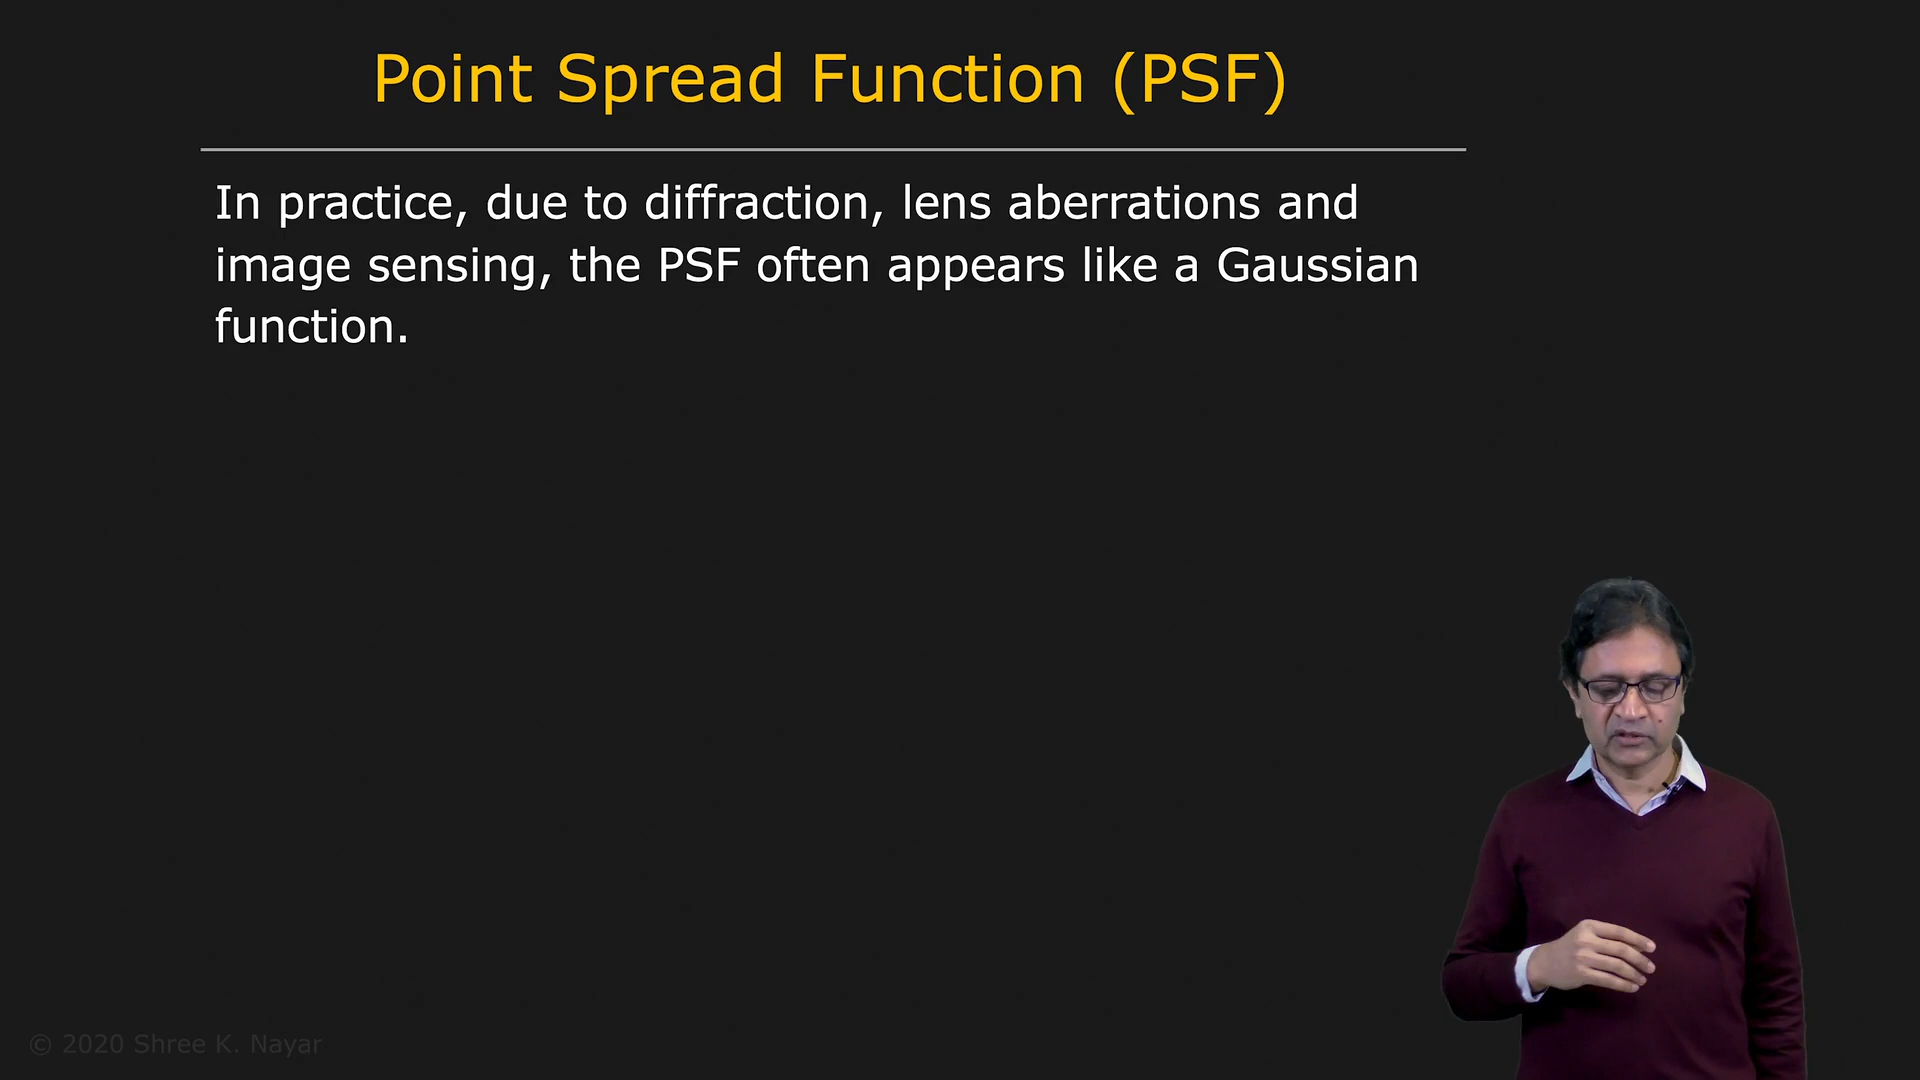 Point Spread Function (PSF)
In practice, due to diffraction, lens aberrations and
image sensing, the PSF often appears like a Gaussian
function.
© 2020 Shree K. Nayar